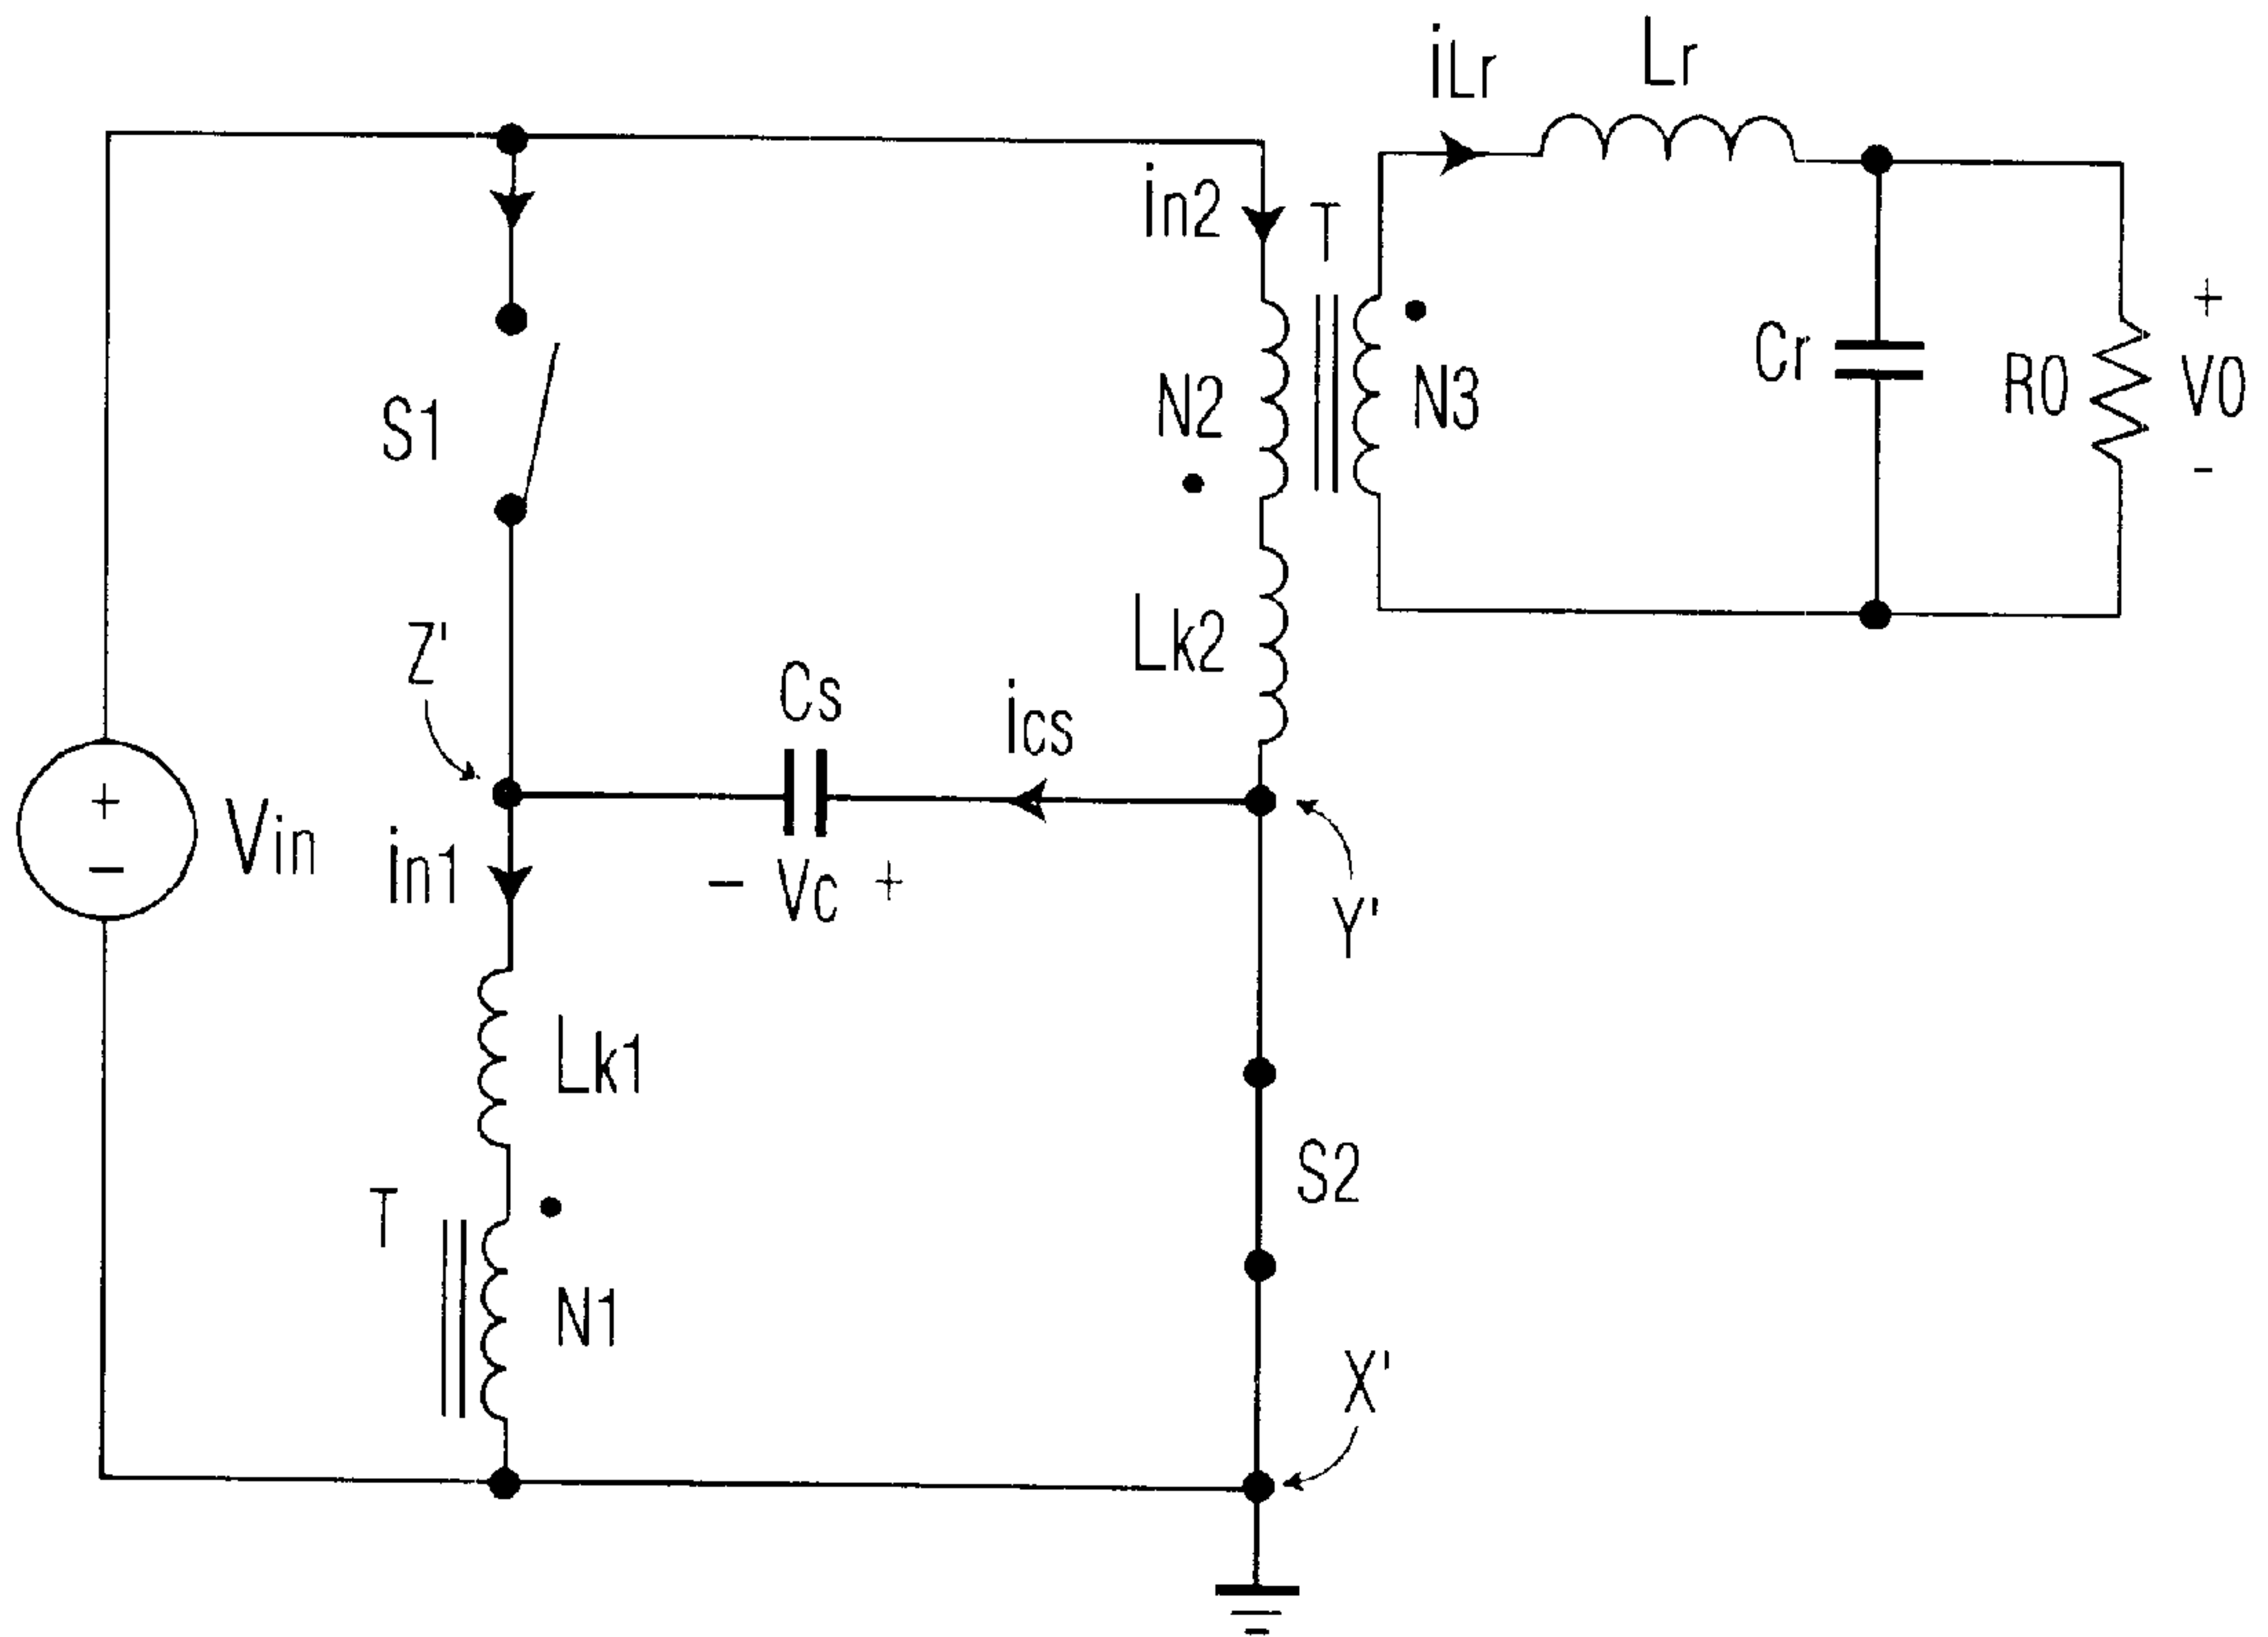 iLr
Lr
in2
T
S1
N2
N3
Cr
R0
+
V0
-
Z'
Cs
ics
Lk2
+
-
Vin
in1
- Vc +
Y'
Lk1
T
N1
S2
X'